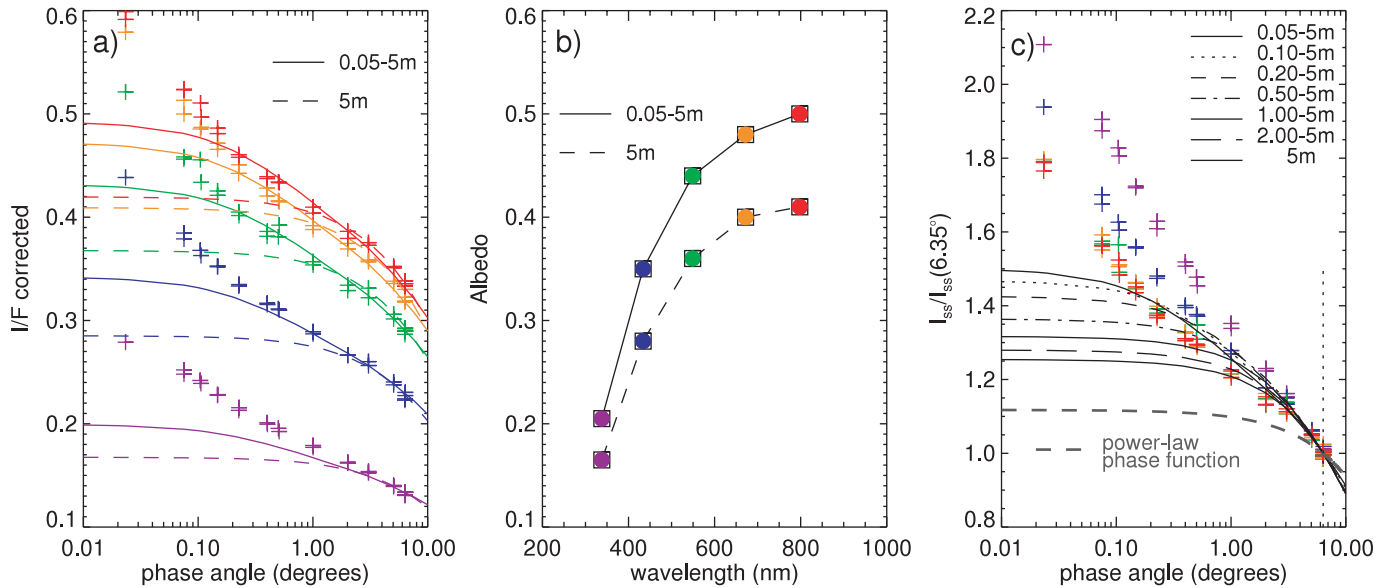 a)
I/F corrected
0.6
0.5
0.4
0.3
0.2
0.1
0.01 0.10 1.00 10.00
phase angle (degrees)
0.05-5m
5m
b)
Albedo
0.6
0.5
0.4
0.3
0.2
0.1
200 400 600 800 1000
wavelength (nm)
0.05-5m
5m
c)
Iss/Iss(6.35°)
2.2
2.0
1.8
1.6
1.4
1.2
1.0
0.8
0.01 0.10 1.00 10.00
phase angle (degrees)
0.05-5m
0.10-5m
0.20-5m
0.50-5m
1.00-5m
2.00-5m
5m
power-law
phase function